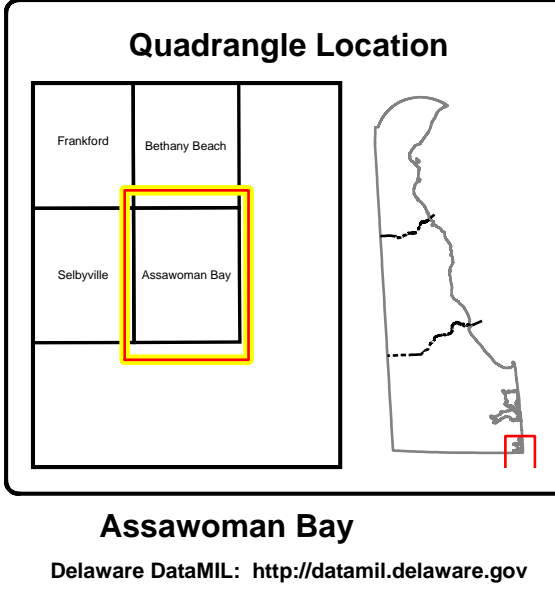 Quadrangle Location
Frankford
Bethany Beach
Selbyville
Assawoman Bay
Assawoman Bay
Delaware DataMIL: http://datamil.delaware.gov